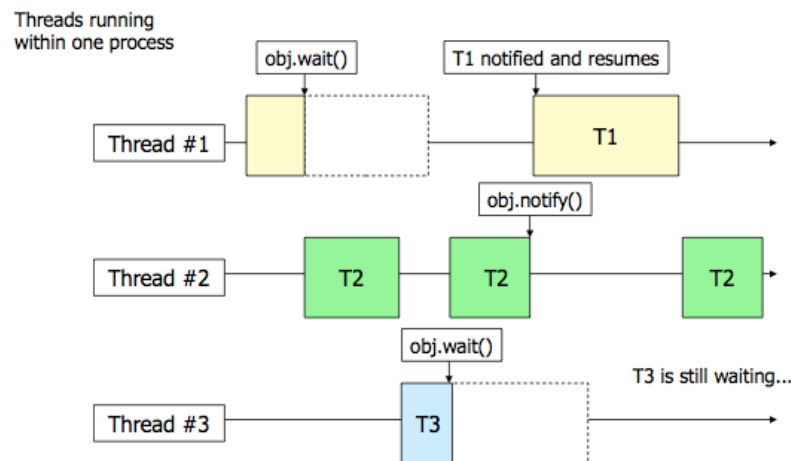 Threads running
within one process
obj.wait()
T1 notified and resumes
Thread #1
T1
obj.notify()
Thread #2
T2
T2
T2
obj.wait()
T3 is still waiting...
Thread #3
T3